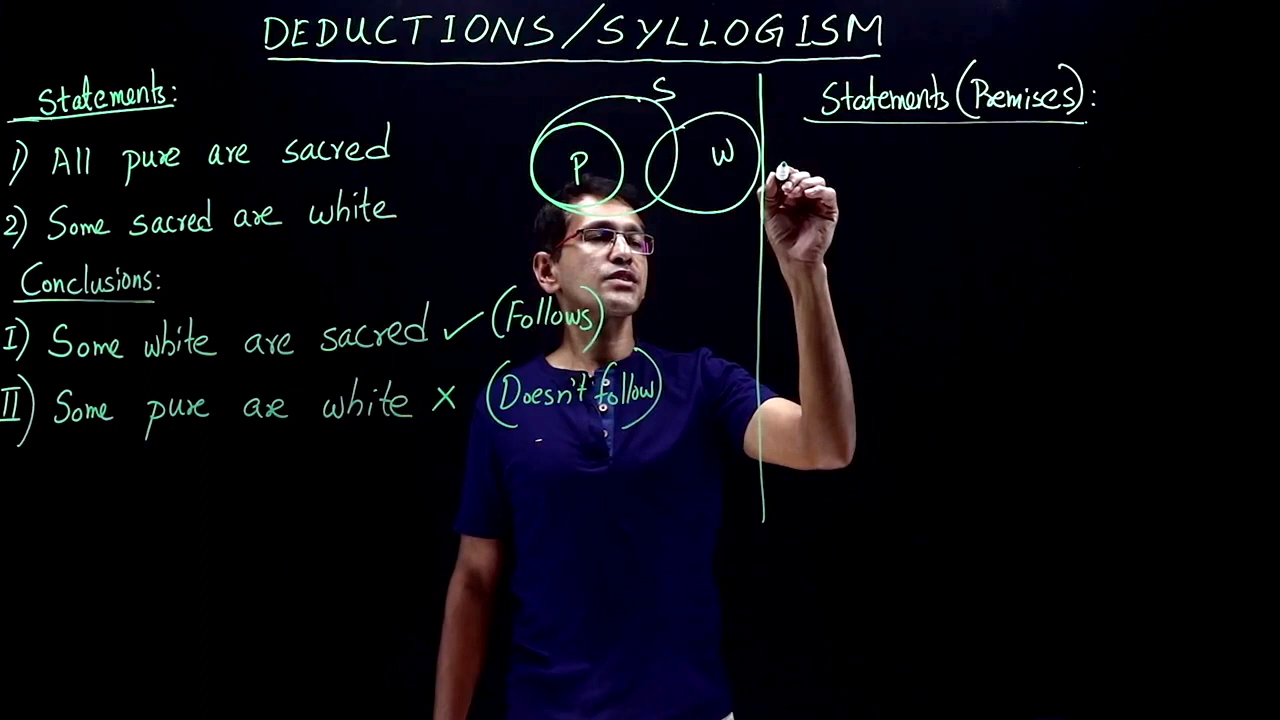 DEDUCTIONS/SYLLOGISM
Statements:
1) All pure are sacred
2) Some sacred are white
Conclusions:
I) Some white are sacred ✓ (Follows)
II) Some pure are white × (Doesn't follow)
S
P
W
Statements (Premises):